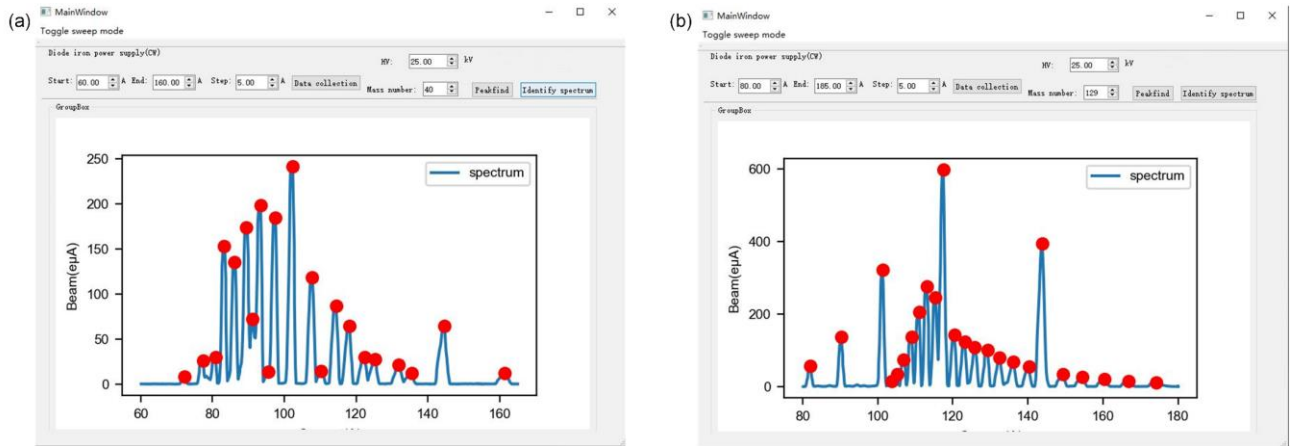 (a)
MainWindow
Toggle sweep mode
Diode iron power supply(CW)
HV: 25.00 kV
Start: 60.00 A End: 160.00 A Step: 5.00 A Data collection
Mass number: 40 Peakfind Identify spectrum
GroupBox
spectrum
Beam(eμA)
250
200
150
100
50
0
60 80 100 120 140 160
(b)
MainWindow
Toggle sweep mode
Diode iron power supply(CW)
HV: 25.00 kV
Start: 80.00 A End: 185.00 A Step: 5.00 A Data collection
Mass number: 129 Peakfind Identify spectrum
GroupBox
spectrum
Beam(eμA)
600
400
200
0
80 100 120 140 160 180